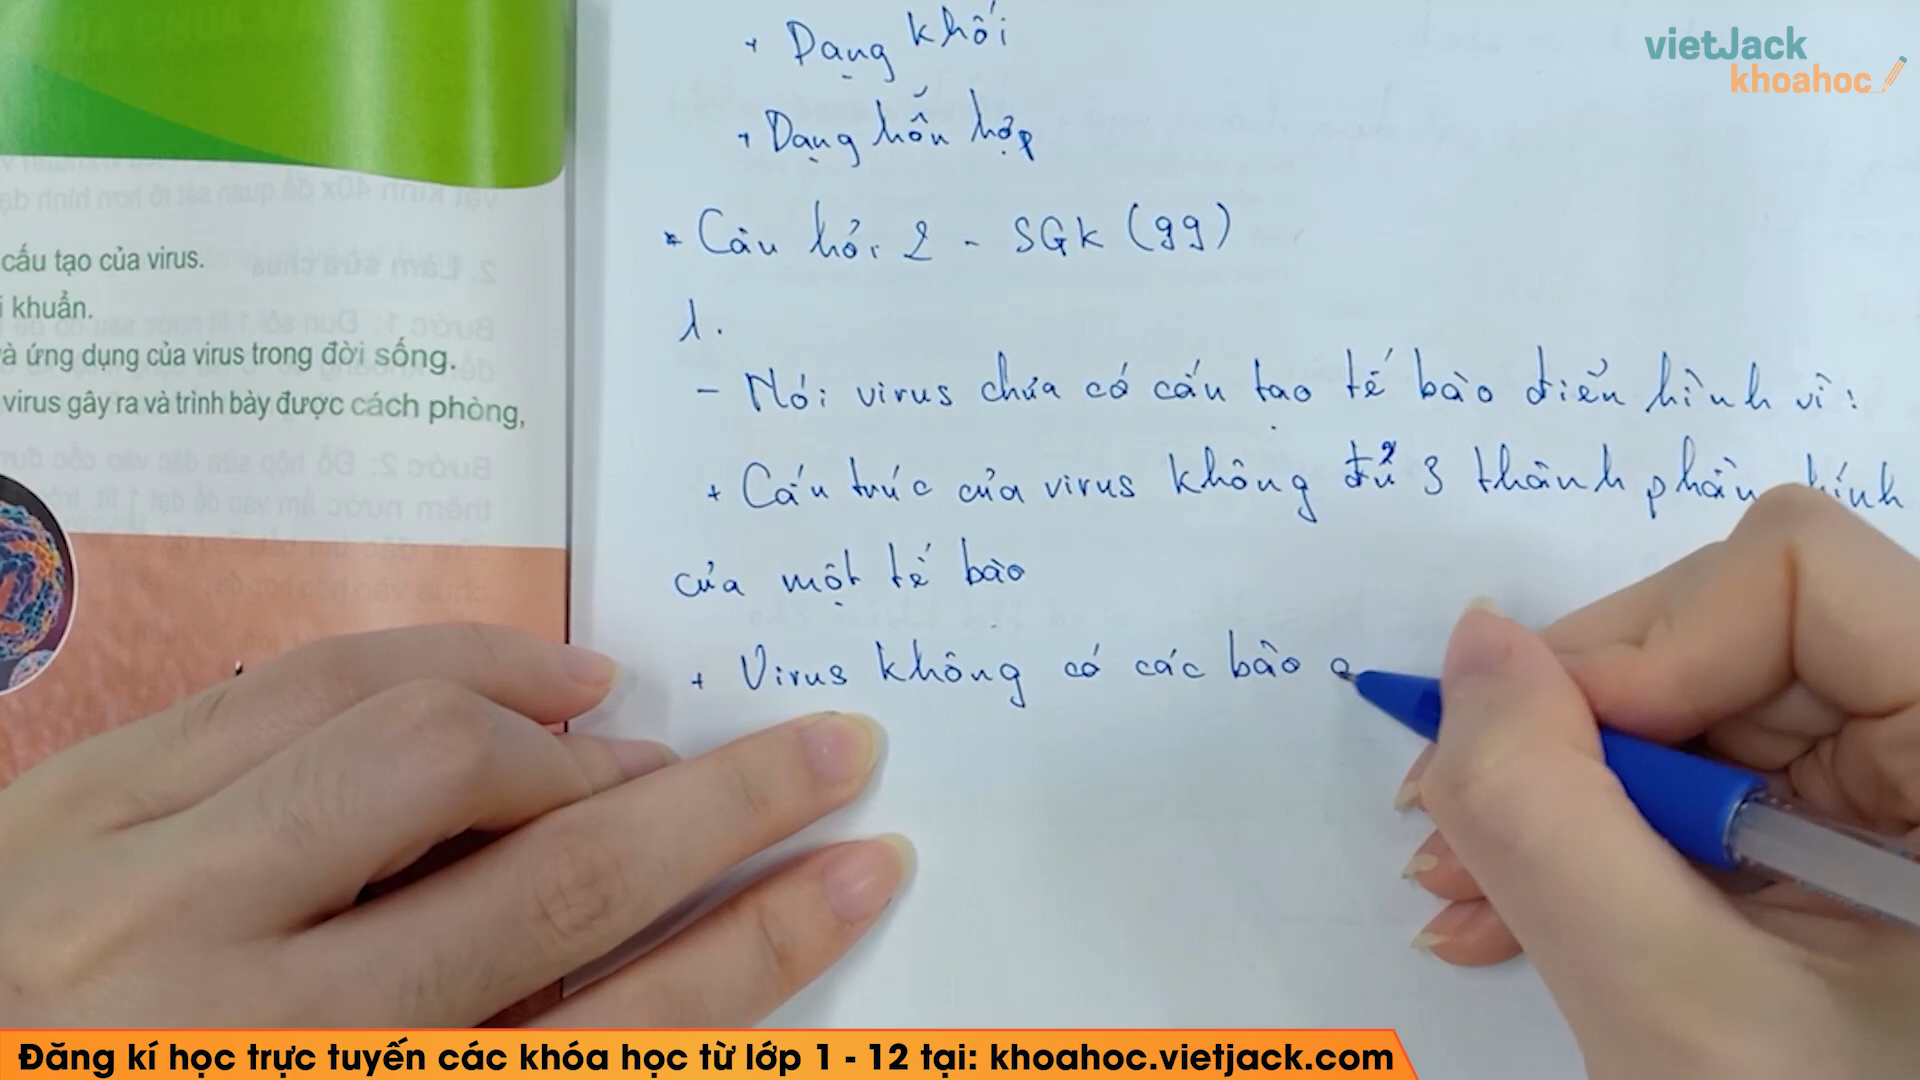 + Dạng khối
+ Dạng hỗn hợp
vietJack
khoahoc
* Câu hỏi 2 - SGK (99)
1.
- Nói virus chưa có cấu tạo tế bào điển hình vì:
+ Cấu trúc của virus không đủ 3 thành phần chính
của một tế bào
+ Virus không có các bào q
cấu tạo của virus.
i khuẩn.
à ứng dụng của virus trong đời sống.
virus gây ra và trình bày được cách phòng,
Đăng kí học trực tuyến các khóa học từ lớp 1 - 12 tại: khoahoc.vietjack.com